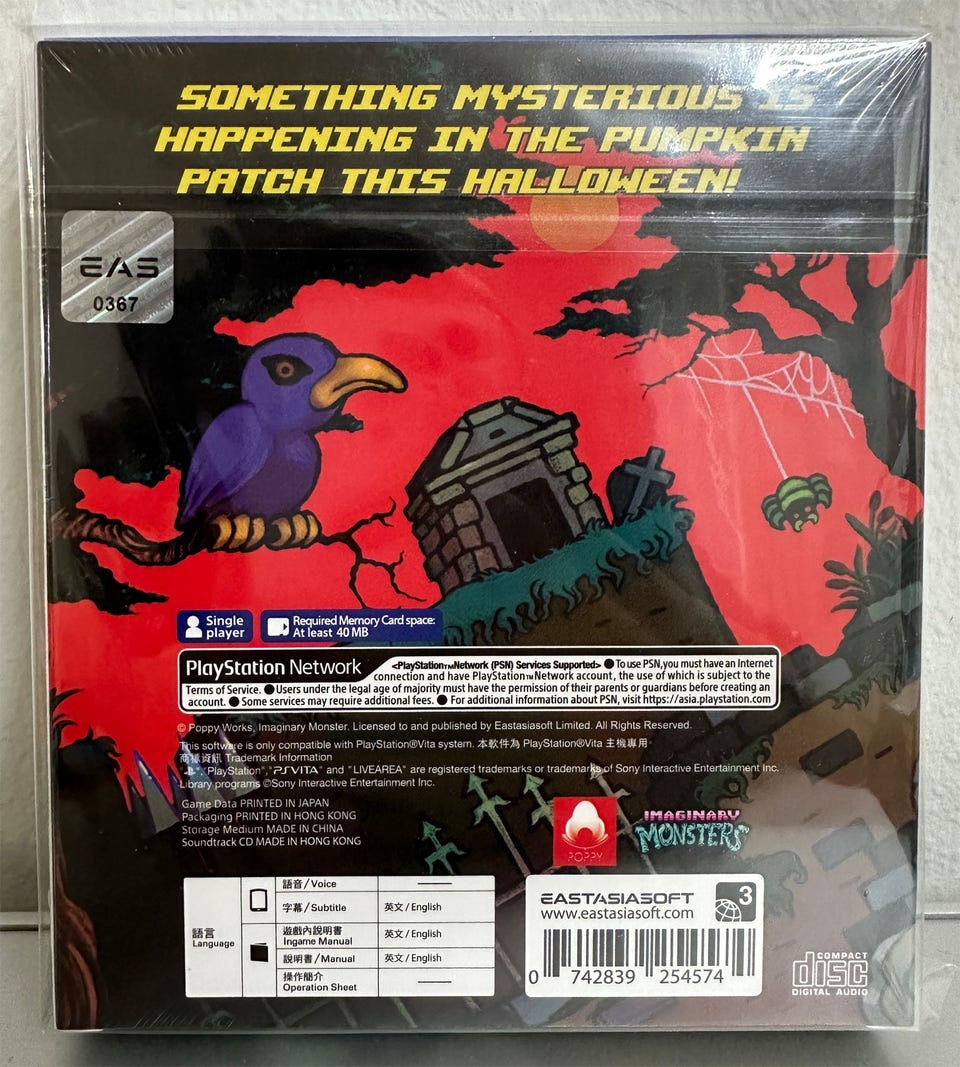 SOMETHING MYSTERIOUS IS
HAPPENING IN THE PUMPKIN
PATCH THIS HALLOWEEN!
EAS
0367
Single
player
Required Memory Card space:
At least 40 MB
PlayStation Network
<PlayStation™Network (PSN) Services Supported> ● To use PSN, you must have an Internet
connection and have PlayStation™Network account, the use of which is subject to the
Terms of Service. ● Users under the legal age of majority must have the permission of their parents or guardians before creating an
account. ● Some services may require additional fees. ● For additional information about PSN, visit https://asia.playstation.com
© Poppy Works, Imaginary Monster. Licensed to and published by Eastasiasoft Limited. All Rights Reserved.
This software is only compatible with PlayStation®Vita system. 本軟件為 PlayStation®Vita 主機專用。
商標資訊 Trademark Information
"PlayStation", "PSVITA" and "LIVEAREA" are registered trademarks or trademarks of Sony Interactive Entertainment Inc.
Library programs ©Sony Interactive Entertainment Inc.
Game Data PRINTED IN JAPAN
Packaging PRINTED IN HONG KONG
Storage Medium MADE IN CHINA
Soundtrack CD MADE IN HONG KONG
POPPY
IMAGINARY
MONSTERS
語言
Language
語音/Voice ——
字幕/Subtitle 英文/English
遊戲內說明書
Ingame Manual 英文/English
說明書/Manual 英文/English
操作簡介
Operation Sheet ——
EASTASIASOFT
www.eastasiasoft.com
3
0 742839 254574
COMPACT
disc
DIGITAL AUDIO